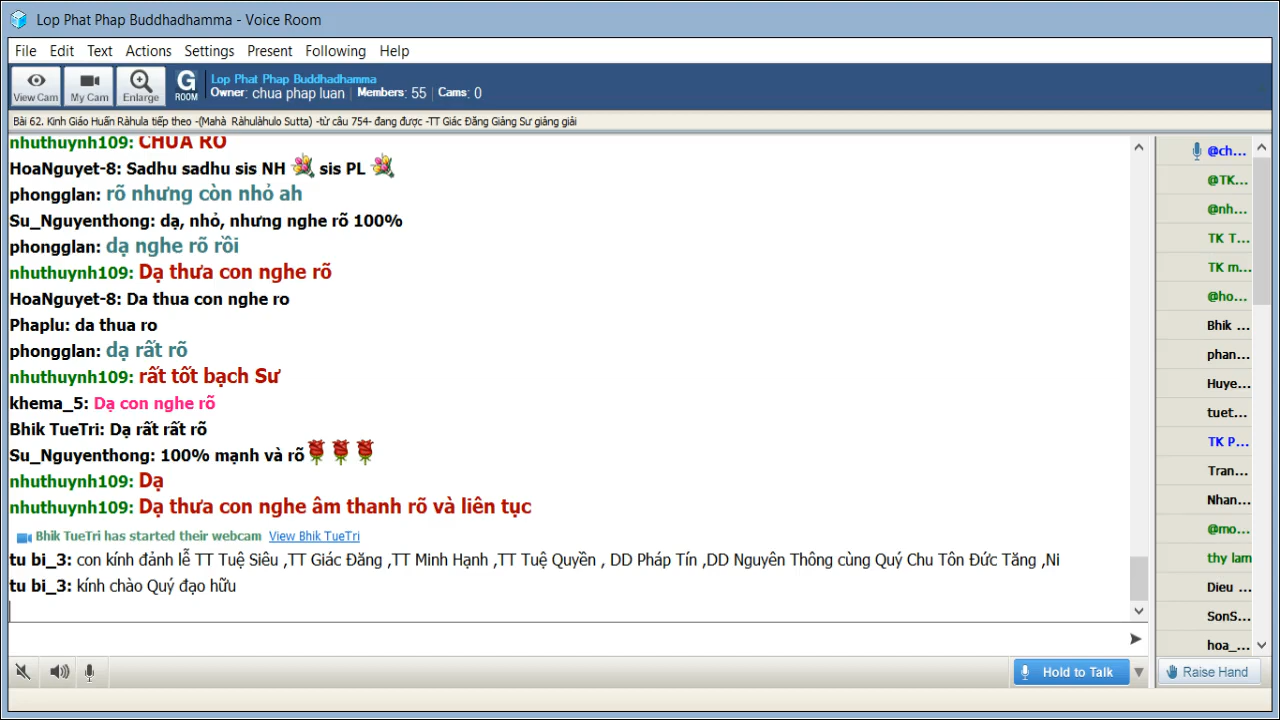 Lop Phat Phap Buddhadhamma - Voice Room
File Edit Text Actions Settings Present Following Help
View Cam My Cam Enlarge G ROOM
Lop Phat Phap Buddhadhamma
Owner: chua phap luan Members: 55 Cams: 0
Bài 62. Kinh Giáo Huấn Ràhula tiếp theo -(Mahà Ràhulàhulo Sutta) -từ câu 754- đang được -TT Giác Đăng Giảng Sư giảng giải
nhuthuynh109: CHƯA RÕ
HoaNguyet-8: Sadhu sadhu sis NH sis PL
phongglan: rõ nhưng còn nhỏ ah
Su_Nguyenthong: dạ, nhỏ, nhưng nghe rõ 100%
phongglan: dạ nghe rõ rồi
nhuthuynh109: Dạ thưa con nghe rõ
HoaNguyet-8: Da thua con nghe ro
Phaplu: da thua ro
phongglan: dạ rất rõ
nhuthuynh109: rất tốt bạch Sư
khema_5: Dạ con nghe rõ
Bhik TueTri: Dạ rất rất rõ
Su_Nguyenthong: 100% mạnh và rõ
nhuthuynh109: Dạ
nhuthuynh109: Dạ thưa con nghe âm thanh rõ và liên tục
Bhik TueTri has started their webcam View Bhik TueTri
tu bi_3: con kính đảnh lễ TT Tuệ Siêu ,TT Giác Đăng ,TT Minh Hạnh ,TT Tuệ Quyền , DD Pháp Tín ,DD Nguyên Thông cùng Quý Chu Tôn Đức Tăng ,Ni
tu bi_3: kính chào Quý đạo hữu
@ch...
@TK...
@nh...
TK T...
TK m...
@ho...
Bhik ...
phan...
Huye...
tuet...
TK P...
Tran...
Nhan...
@mo...
thy lam
Dieu ...
SonS...
hoa_...
Hold to Talk
Raise Hand